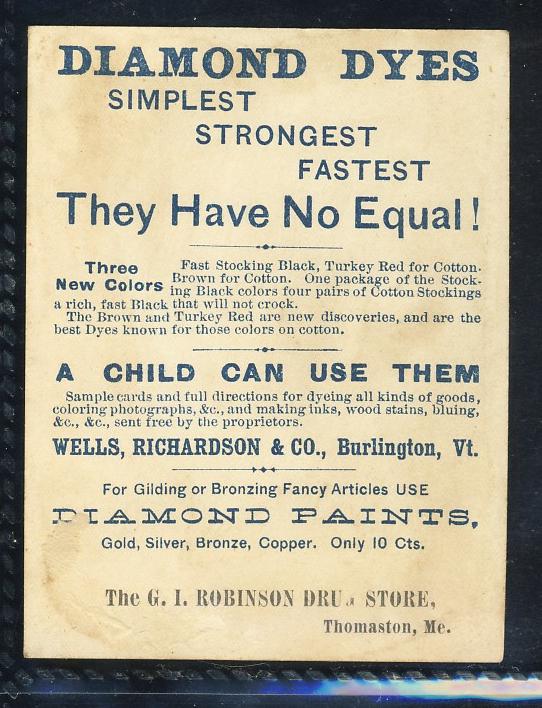 DIAMOND DYES
SIMPLEST
STRONGEST
FASTEST
They Have No Equal!
Three New Colors
Fast Stocking Black, Turkey Red for Cotton.
Brown for Cotton. One package of the Stock-
ing Black colors four pairs of Cotton Stockings
a rich, fast Black that will not crock.
The Brown and Turkey Red are new discoveries, and are the
best Dyes known for those colors on cotton.
A CHILD CAN USE THEM
Sample cards and full directions for dyeing all kinds of goods,
coloring photographs, &c., and making inks, wood stains, bluing,
&c., &c., sent free by the proprietors.
WELLS, RICHARDSON & CO., Burlington, Vt.
For Gilding or Bronzing Fancy Articles USE
DIAMOND PAINTS,
Gold, Silver, Bronze, Copper. Only 10 Cts.
The G. I. ROBINSON DRUG STORE,
Thomaston, Me.